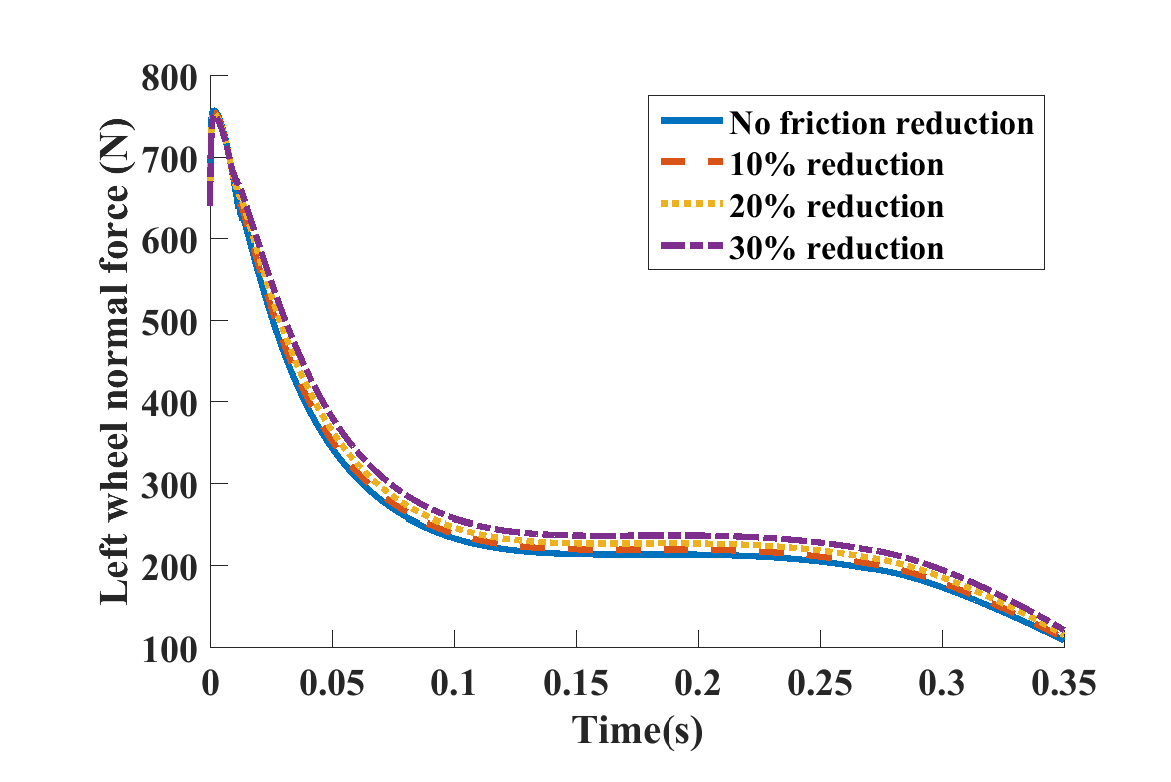 Left wheel normal force (N)
800
700
600
500
400
300
200
100
No friction reduction
10% reduction
20% reduction
30% reduction
0 0.05 0.1 0.15 0.2 0.25 0.3 0.35
Time(s)